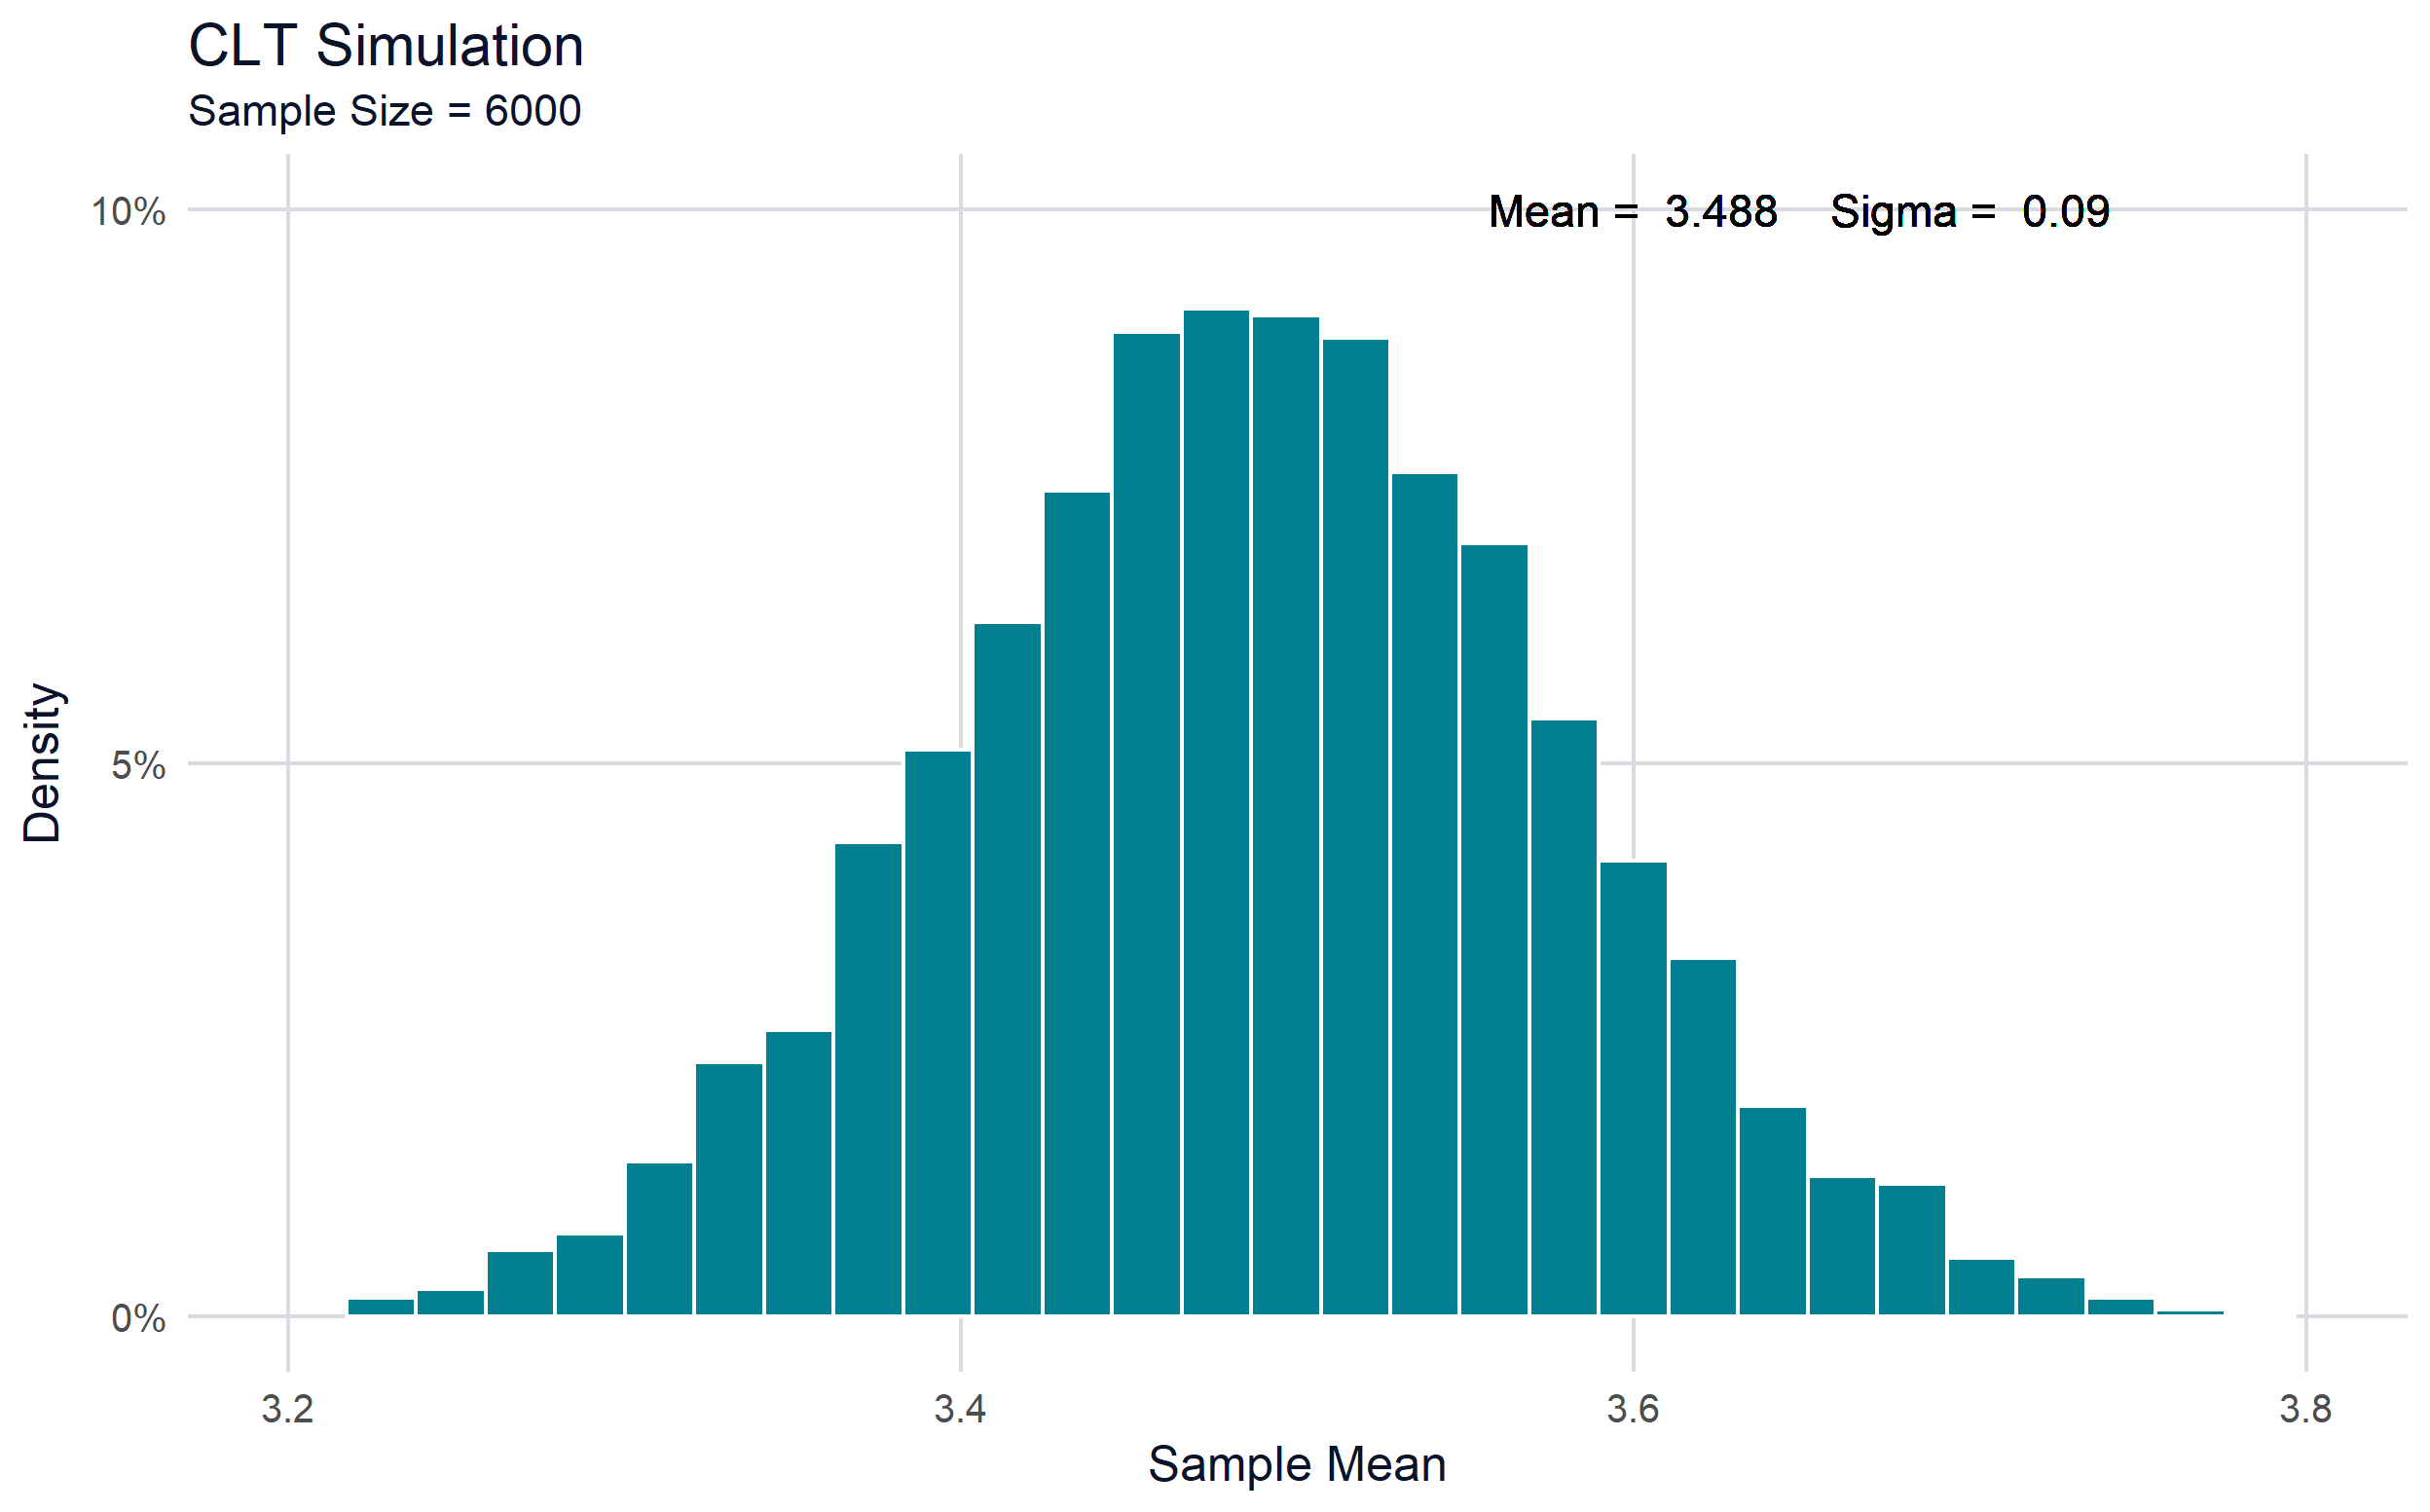 CLT Simulation
Sample Size = 6000
Mean =  3.488    Sigma =  0.09
10%
5%
0%
Density
3.2 3.4 3.6 3.8
Sample Mean